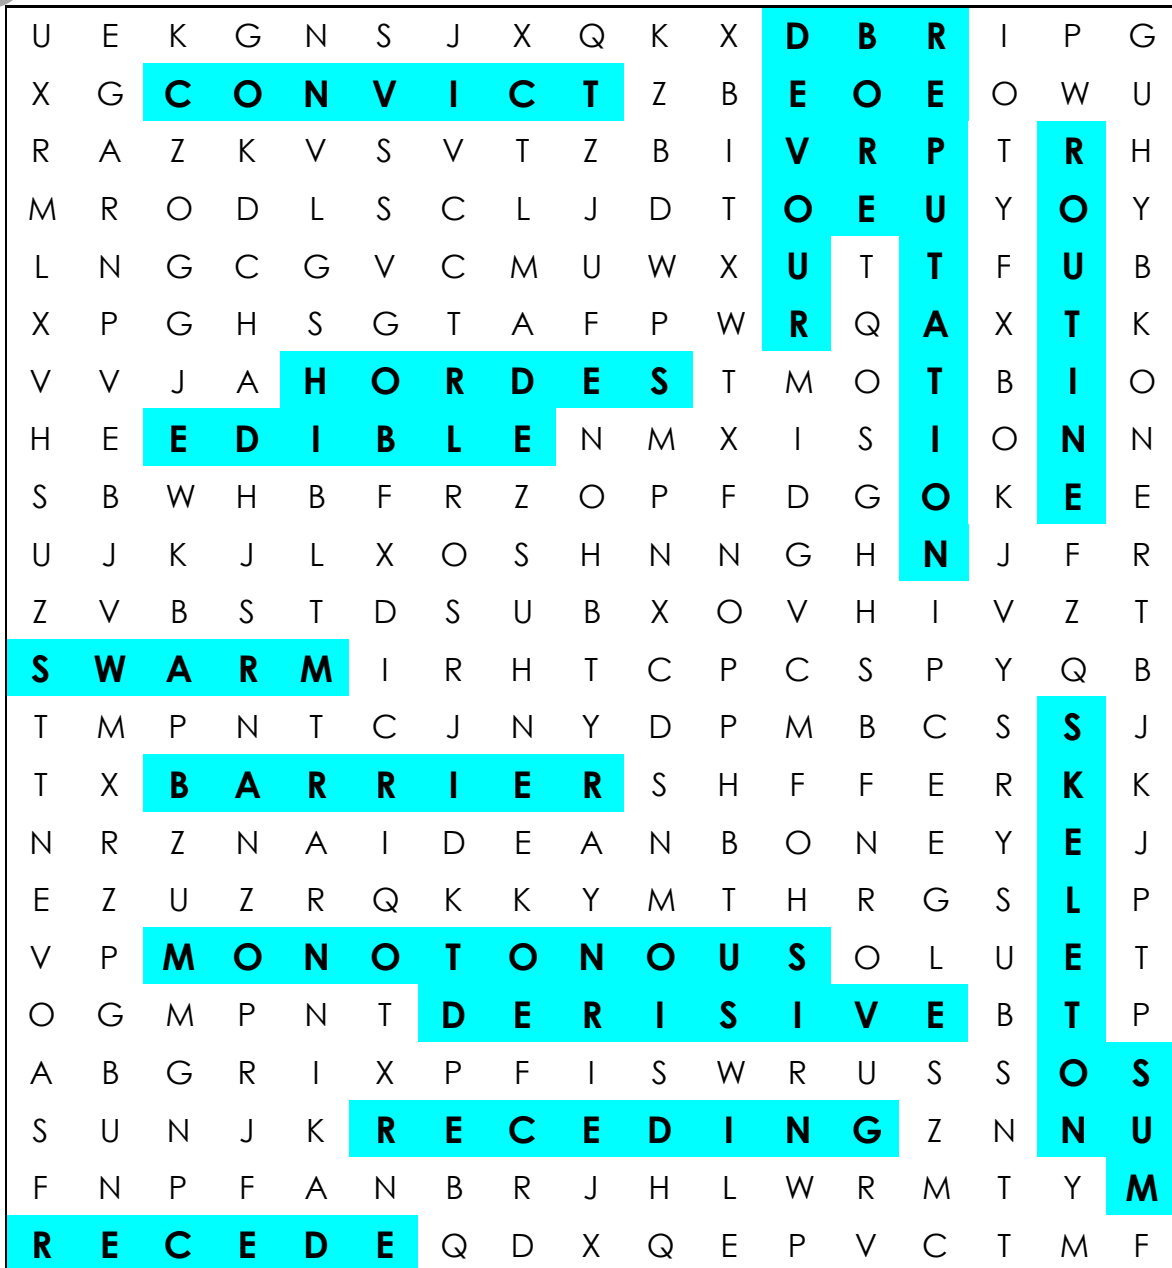 U E K G N S J X Q K X D B R I P G
X G C O N V I C T Z B E O E O W U
R A Z K V S V T Z B I V R P T R H
M R O D L S C L J D T O E U Y O Y
L N G C G V C M U W X U T T F U B
X P G H S G T A F P W R Q A X T K
V V J A H O R D E S T M O T B I O
H E E D I B L E N M X I S I O N N
S B W H B F R Z O P F D G O K E E
U J K J L X O S H N N G H N J F R
Z V B S T D S U B X O V H I V Z T
S W A R M I R H T C P C S P Y Q B
T M P N T C J N Y D P M B C S S J
T X B A R R I E R S H F F E R K K
N R Z N A I D E A N B O N E Y E J
E Z U Z R Q K K Y M T H R G S L P
V P M O N O T O N O U S O L U E T
O G M P N T D E R I S I V E B T P
A B G R I X P F I S W R U S S O S
S U N J K R E C E D I N G Z N N U
F N P F A N B R J H L W R M T Y M
R E C E D E Q D X Q E P V C T M F